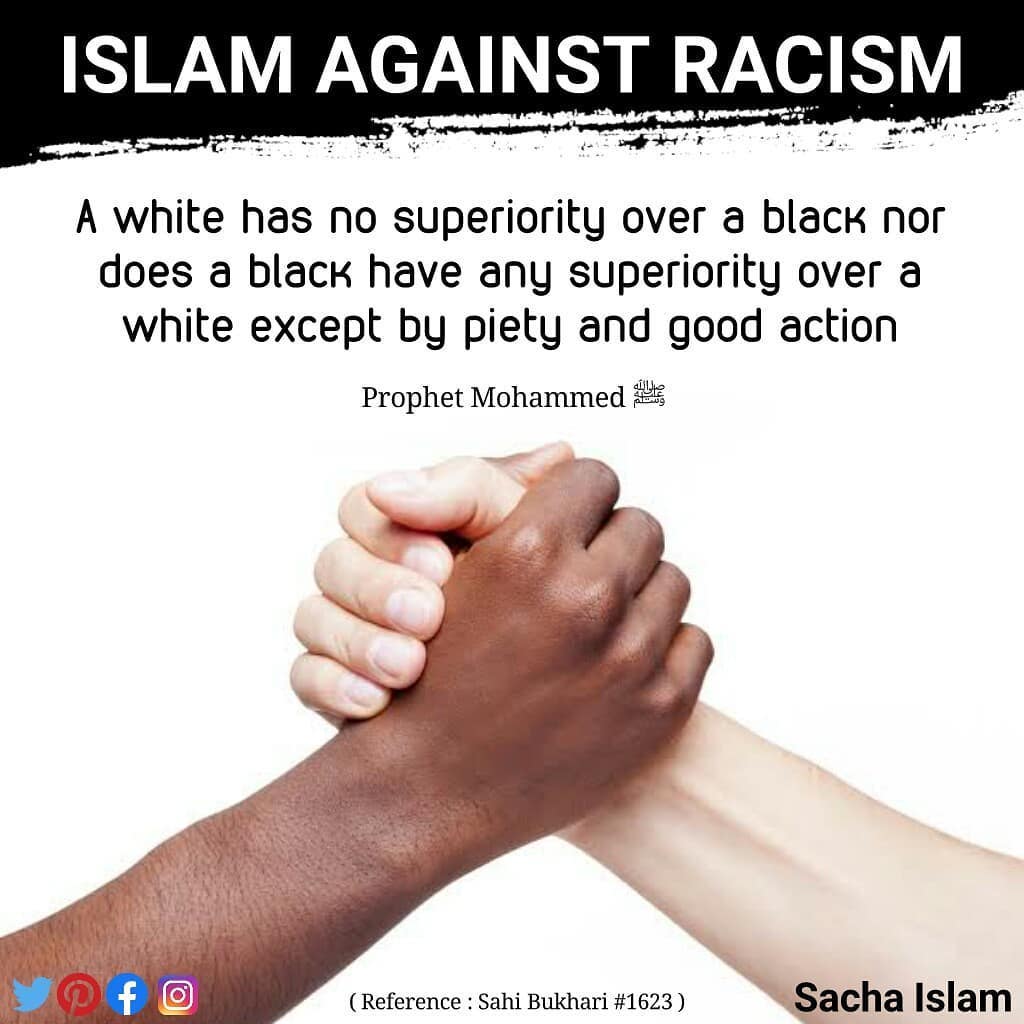 ISLAM AGAINST RACISM
A white has no superiority over a black nor
does a black have any superiority over a
white except by piety and good action
Prophet Mohammed ﷺ
( Reference : Sahi Bukhari #1623 )
Sacha Islam